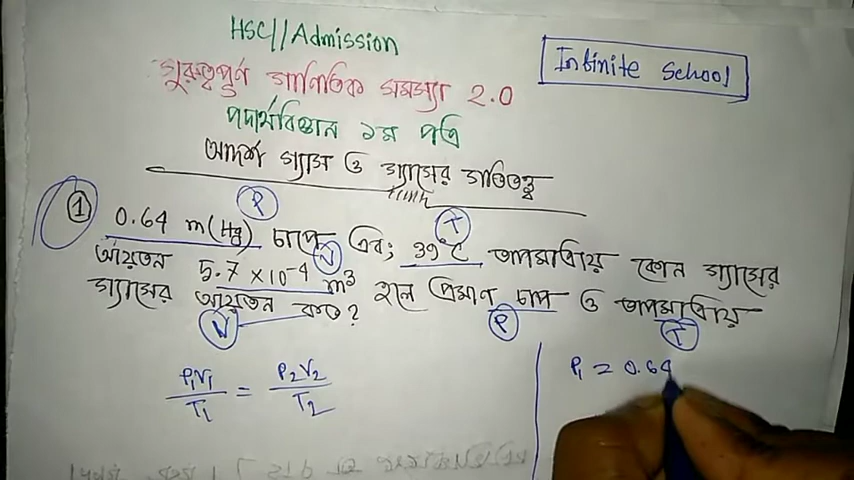 HSC//Admission
Infinite School
গুরুত্বপূর্ণ গাণিতিক সমস্যা 2.0
পদার্থবিজ্ঞান ১ম পত্র
আদর্শ গ্যাস ও গ্যাসের গতিতত্ত্ব
P T
1 0.64 m(Hg) চাপে এবং 39°C তাপমাত্রায় কোন গ্যাসের
V
আয়তন 5.7 × 10⁻⁴ m³ হলে প্রমাণ চাপ ও তাপমাত্রায়
গ্যাসের আয়তন কত?
V P T
P₁V₁/T₁ = P₂V₂/T₂
P₁ = 0.64